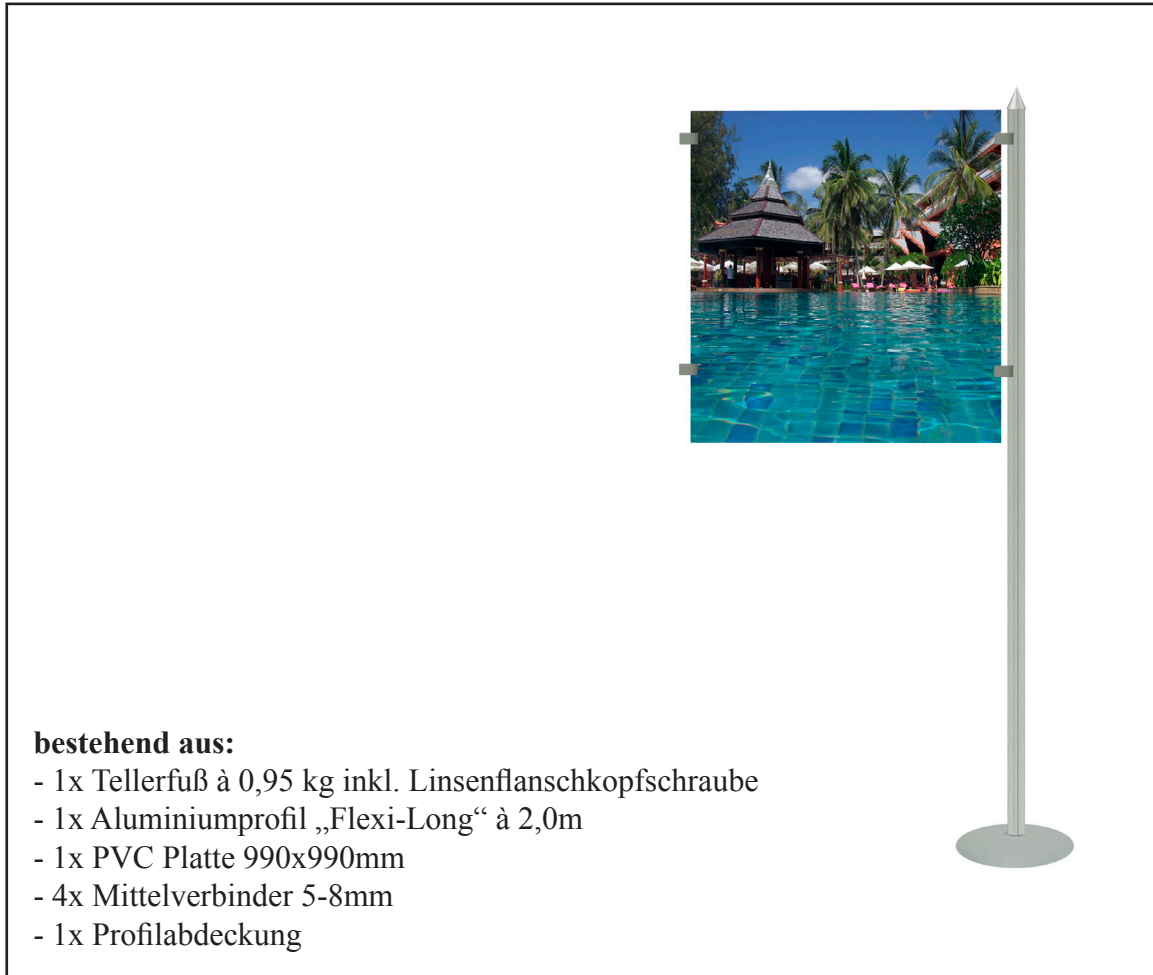 bestehend aus:
- 1x Tellerfuß à 0,95 kg inkl. Linsenflanschkopfschraube
- 1x Aluminiumprofil „Flexi-Long“ à 2,0m
- 1x PVC Platte 990x990mm
- 4x Mittelverbinder 5-8mm
- 1x Profilabdeckung